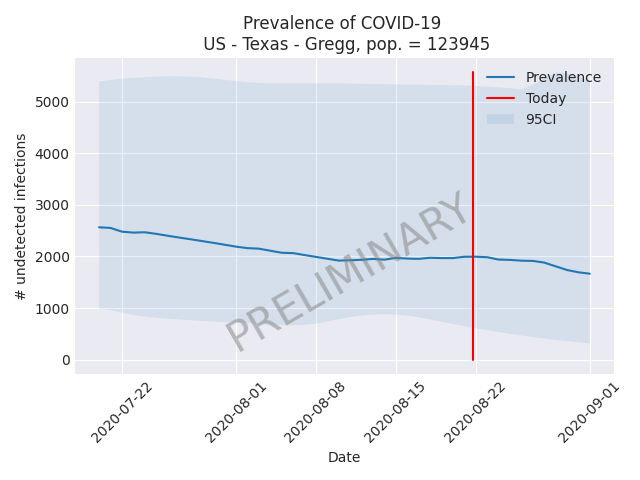 Prevalence of COVID-19
US - Texas - Gregg, pop. = 123945
# undetected infections
5000
4000
3000
2000
1000
0
Prevalence
Today
95CI
PRELIMINARY
2020-07-22
2020-08-01
2020-08-08
2020-08-15
2020-08-22
2020-09-01
Date